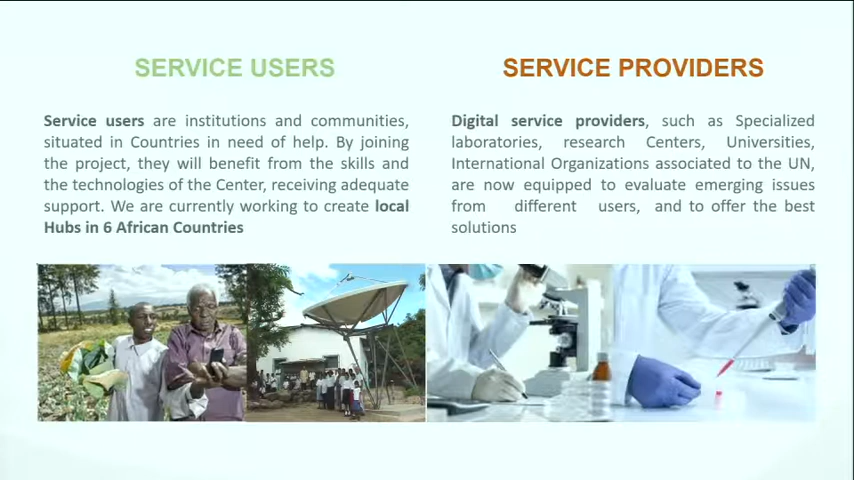 SERVICE USERS
Service users are institutions and communities,
situated in Countries in need of help. By joining
the project, they will benefit from the skills and
the technologies of the Center, receiving adequate
support. We are currently working to create local
Hubs in 6 African Countries
SERVICE PROVIDERS
Digital service providers, such as Specialized
laboratories, research Centers, Universities,
International Organizations associated to the UN,
are now equipped to evaluate emerging issues
from different users, and to offer the best
solutions